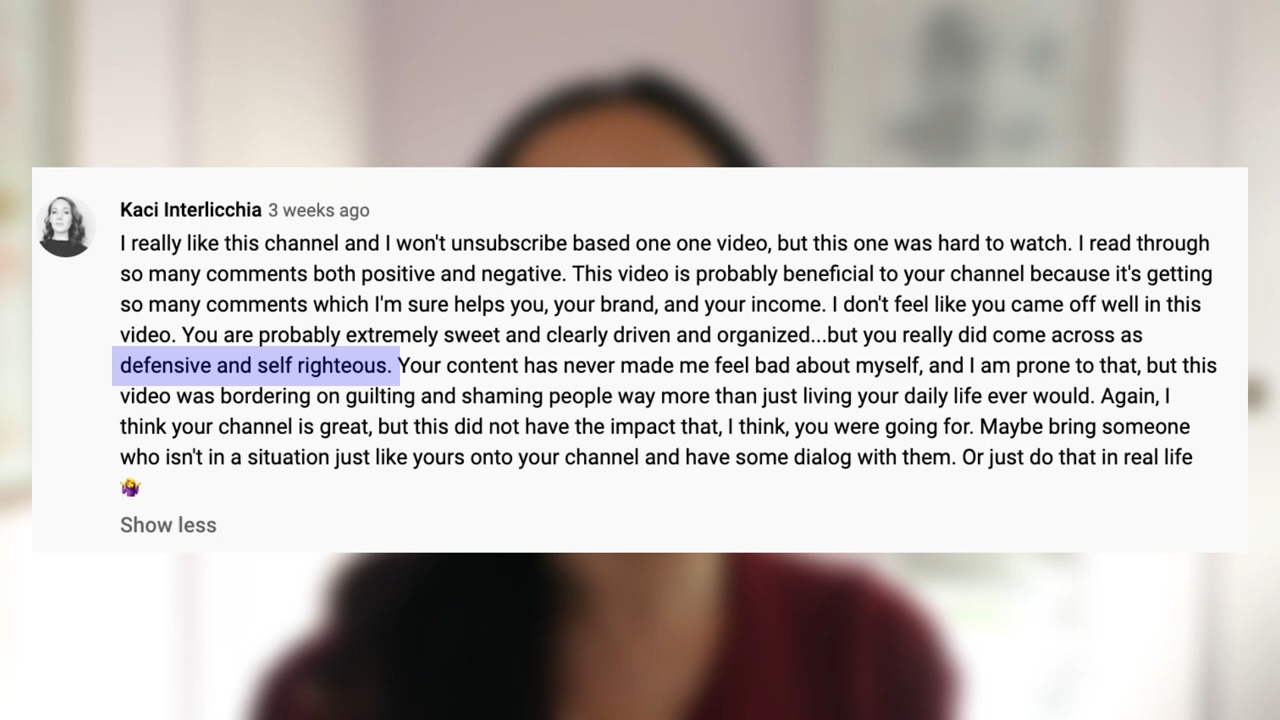 Kaci Interlicchia 3 weeks ago
I really like this channel and I won't unsubscribe based one one video, but this one was hard to watch. I read through
so many comments both positive and negative. This video is probably beneficial to your channel because it's getting
so many comments which I'm sure helps you, your brand, and your income. I don't feel like you came off well in this
video. You are probably extremely sweet and clearly driven and organized...but you really did come across as
defensive and self righteous. Your content has never made me feel bad about myself, and I am prone to that, but this
video was bordering on guilting and shaming people way more than just living your daily life ever would. Again, I
think your channel is great, but this did not have the impact that, I think, you were going for. Maybe bring someone
who isn't in a situation just like yours onto your channel and have some dialog with them. Or just do that in real life
🤷‍♀️
Show less